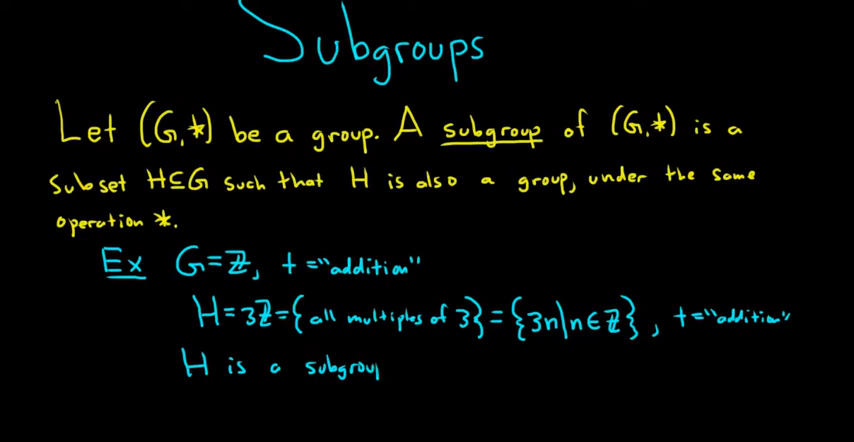 Subgroups
Let (G,*) be a group. A subgroup of (G,*) is a
subset H⊆G such that H is also a group, under the same
operation *.
Ex G=ℤ, + ="addition"
H=3ℤ={all multiples of 3}={3n|n∈ℤ}, +="addition"
H is a subgroup